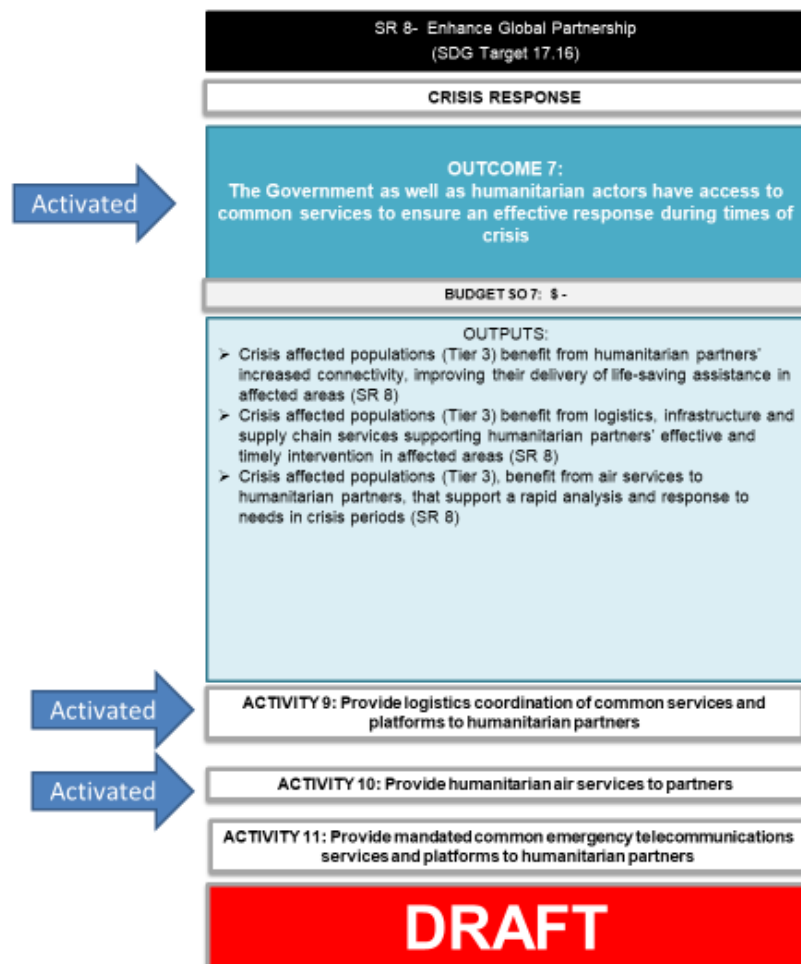 SR 8- Enhance Global Partnership
(SDG Target 17.16)
CRISIS RESPONSE
Activated
OUTCOME 7:
The Government as well as humanitarian actors have access to
common services to ensure an effective response during times of
crisis
BUDGET SO 7: $ -
OUTPUTS:
➢ Crisis affected populations (Tier 3) benefit from humanitarian partners'
increased connectivity, improving their delivery of life-saving assistance in
affected areas (SR 8)
➢ Crisis affected populations (Tier 3) benefit from logistics, infrastructure and
supply chain services supporting humanitarian partners' effective and
timely intervention in affected areas (SR 8)
➢ Crisis affected populations (Tier 3), benefit from air services to
humanitarian partners, that support a rapid analysis and response to
needs in crisis periods (SR 8)
Activated
ACTIVITY 9: Provide logistics coordination of common services and
platforms to humanitarian partners
Activated
ACTIVITY 10: Provide humanitarian air services to partners
ACTIVITY 11: Provide mandated common emergency telecommunications
services and platforms to humanitarian partners
DRAFT